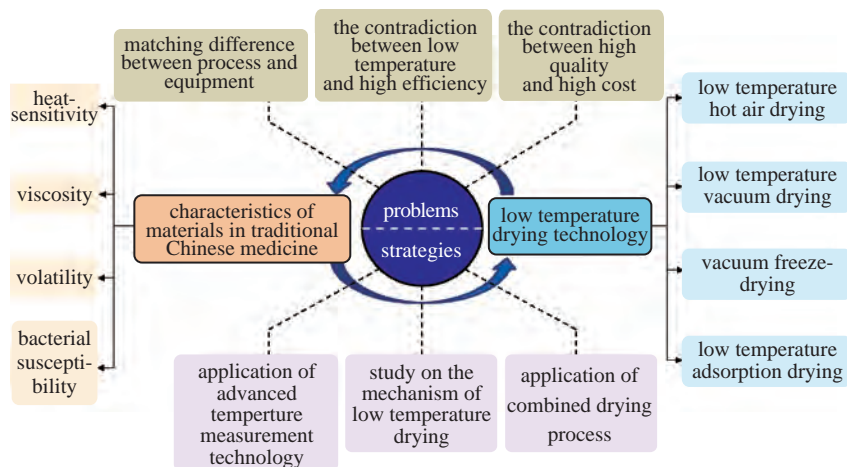 matching difference
between process and
equipment
the contradiction
between low
temperature
and high efficiency
the contradiction
between high
quality
and high cost
heat-
sensitivity
viscosity
volatility
bacterial
suscepti-
bility
characteristics of
materials in traditional
Chinese medicine
problems
strategies
low temperature
drying technology
low temperature
hot air drying
low temperature
vacuum drying
vacuum freeze-
drying
low temperature
adsorption drying
application of
advanced
temperture
measurement
technology
study on the
mechanism of
low temperature
drying
application of
combined drying
process